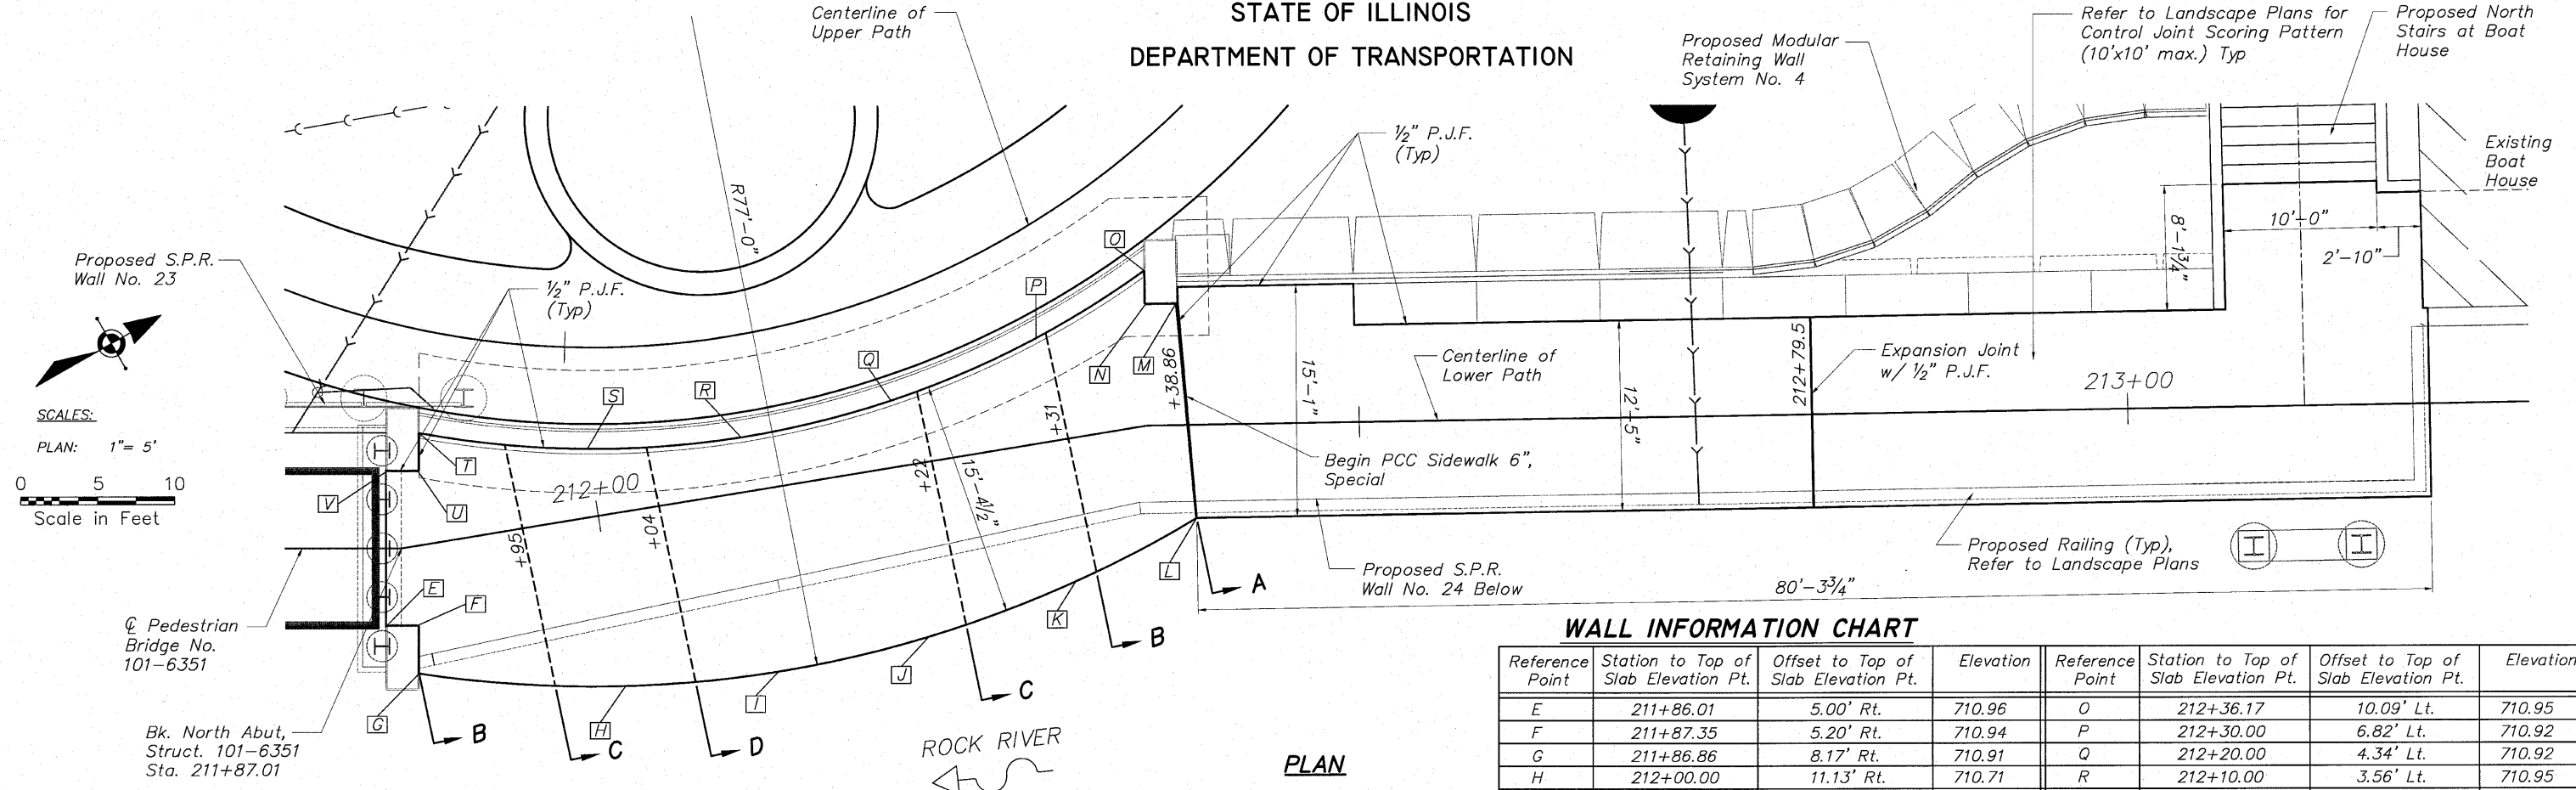 STATE OF ILLINOIS
DEPARTMENT OF TRANSPORTATION
Centerline of
Upper Path
Proposed Modular
Retaining Wall
System No. 4
Refer to Landscape Plans for
Control Joint Scoring Pattern
(10'x10' max.) Typ
Proposed North
Stairs at Boat
House
Existing
Boat
House
½" P.J.F.
(Typ)
R77'-0"
Proposed S.P.R.
Wall No. 23
½" P.J.F.
(Typ)
SCALES:
PLAN: 1"= 5'
0 5 10
Scale in Feet
O
P
Q
R
S
T
U
V
N
M
E
F
G
H
I
J
K
L
212+00
+95
+04
+22
+31
15'-4½"
+38.86
15'-1"
12'-5"
212+79.5
213+00
8'-1¾"
10'-0"
2'-10"
Centerline of
Lower Path
Expansion Joint
w/ ½" P.J.F.
Begin PCC Sidewalk 6",
Special
Proposed S.P.R.
Wall No. 24 Below
Proposed Railing (Typ),
Refer to Landscape Plans
80'-3¾"
A
B
C
D
C
B
℄ Pedestrian
Bridge No.
101-6351
Bk. North Abut,
Struct. 101-6351
Sta. 211+87.01
ROCK RIVER
PLAN
WALL INFORMATION CHART
Reference Point Station to Top of Slab Elevation Pt. Offset to Top of Slab Elevation Pt. Elevation Reference Point Station to Top of Slab Elevation Pt. Offset to Top of Slab Elevation Pt. Elevation
E 211+86.01 5.00' Rt. 710.96 O 212+36.17 10.09' Lt. 710.95
F 211+87.35 5.20' Rt. 710.94 P 212+30.00 6.82' Lt. 710.92
G 211+86.86 8.17' Rt. 710.91 Q 212+20.00 4.34' Lt. 710.92
H 212+00.00 11.13' Rt. 710.71 R 212+10.00 3.56' Lt. 710.95